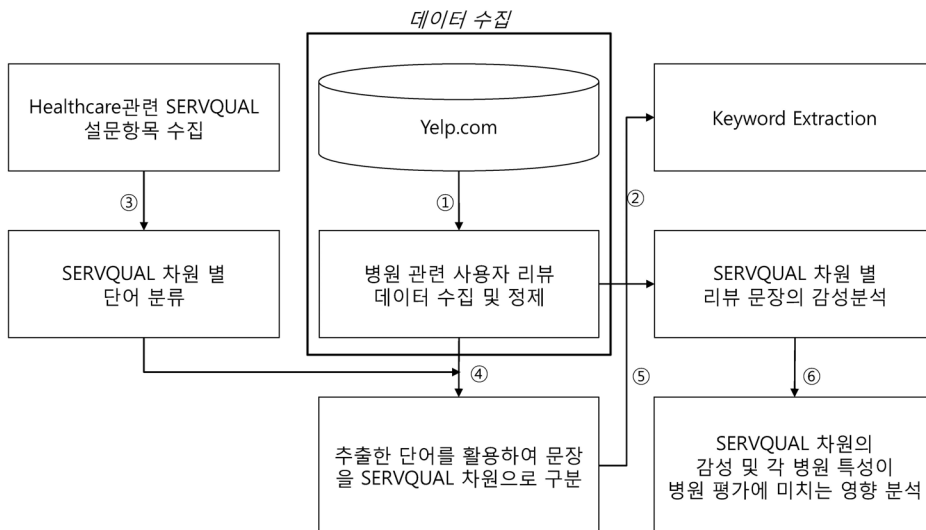 데이터 수집
Healthcare관련 SERVQUAL
설문항목 수집
Yelp.com
Keyword Extraction
③
①
②
SERVQUAL 차원 별
단어 분류
병원 관련 사용자 리뷰
데이터 수집 및 정제
SERVQUAL 차원 별
리뷰 문장의 감성분석
④
⑤
⑥
추출한 단어를 활용하여 문장
을 SERVQUAL 차원으로 구분
SERVQUAL 차원의
감성 및 각 병원 특성이
병원 평가에 미치는 영향 분석